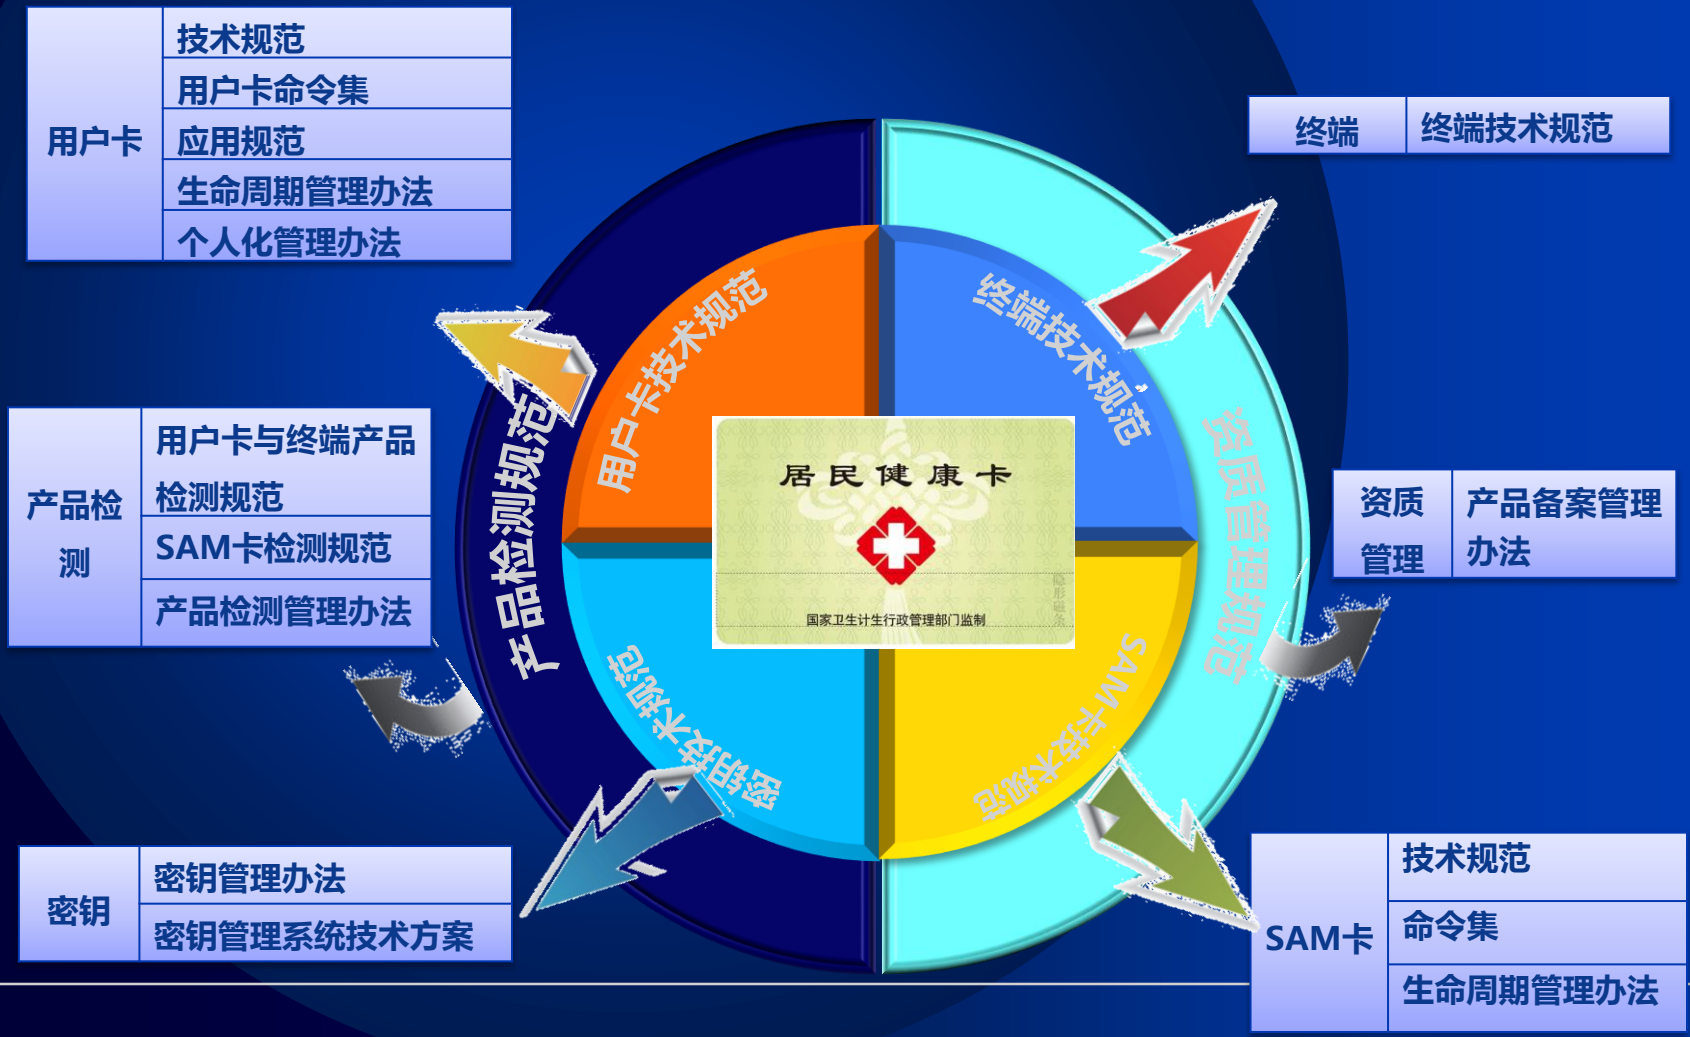 用户卡
技术规范
用户卡命令集
应用规范
生命周期管理办法
个人化管理办法
终端
终端技术规范
用户卡技术规范
终端技术规范
产品检测规范
资质管理规范
密钥技术规范
SAM卡技术规范
居民健康卡
隐形磁条
国家卫生计生行政管理部门监制
产品检
测
用户卡与终端产品
检测规范
SAM卡检测规范
产品检测管理办法
资质
管理
产品备案管理
办法
密钥
密钥管理办法
密钥管理系统技术方案
SAM卡
技术规范
命令集
生命周期管理办法